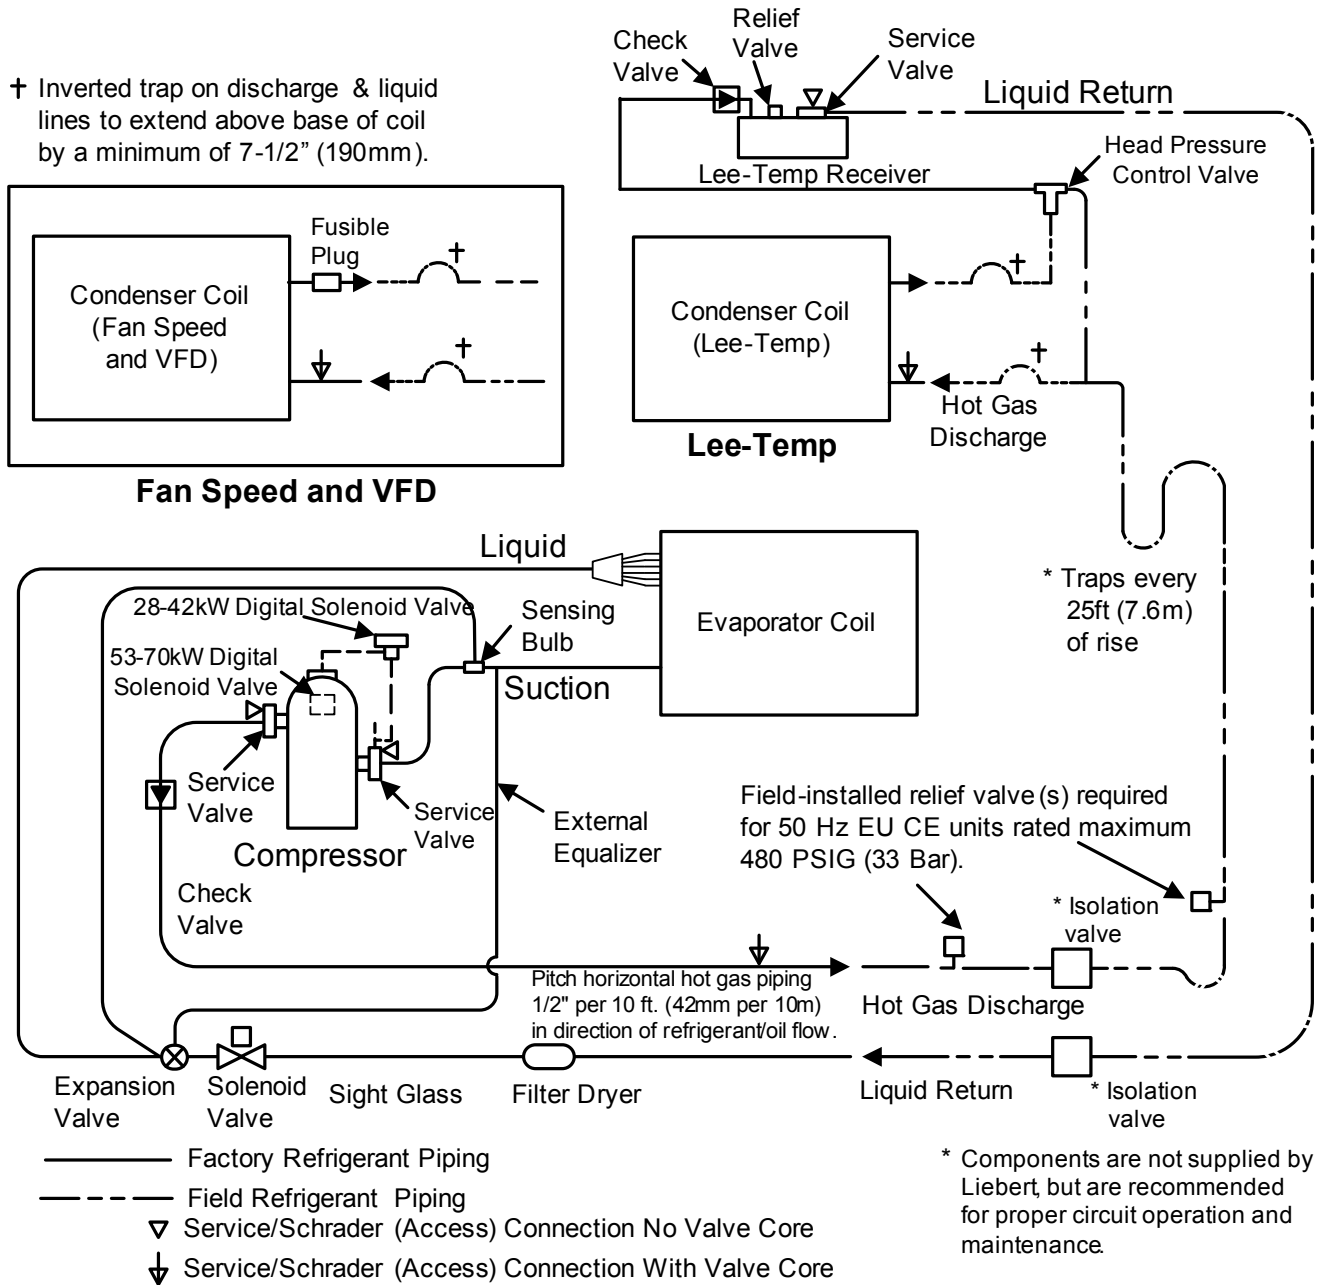 † Inverted trap on discharge & liquid
lines to extend above base of coil
by a minimum of 7-1/2” (190mm).
Fusible
Plug
†
Condenser Coil
(Fan Speed
and VFD)
†
Fan Speed and VFD
Check
Valve
Relief
Valve
Service
Valve
Liquid Return
Lee-Temp Receiver
Head Pressure
Control Valve
Condenser Coil
(Lee-Temp)
†
†
Hot Gas
Discharge
Lee-Temp
* Traps every
25ft (7.6m)
of rise
Liquid
Evaporator Coil
28-42kW Digital Solenoid Valve
Sensing
Bulb
53-70kW Digital
Solenoid Valve
Suction
Service
Valve
Service
Valve
Compressor
External
Equalizer
Check
Valve
Field-installed relief valve(s) required
for 50 Hz EU CE units rated maximum
480 PSIG (33 Bar).
* Isolation
valve
Pitch horizontal hot gas piping
1/2" per 10 ft. (42mm per 10m)
in direction of refrigerant/oil flow.
Hot Gas Discharge
Expansion
Valve
Solenoid
Valve
Sight Glass
Filter Dryer
Liquid Return
* Isolation
valve
Factory Refrigerant Piping
Field Refrigerant Piping
Service/Schrader (Access) Connection No Valve Core
Service/Schrader (Access) Connection With Valve Core
* Components are not supplied by
Liebert, but are recommended
for proper circuit operation and
maintenance.